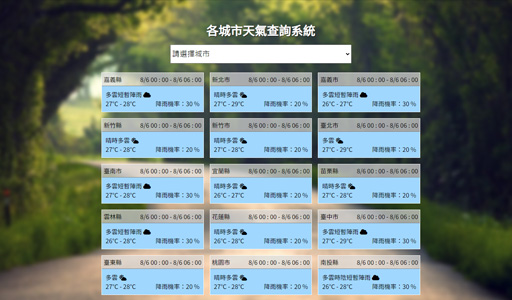 各城市天氣查詢系統
請選擇城市
嘉義縣 8/6 00 : 00 - 8/6 06 : 00
多雲短暫陣雨
27°C - 28°C 降雨機率：30 %
新北市 8/6 00 : 00 - 8/6 06 : 00
晴時多雲
27°C - 29°C 降雨機率：20 %
嘉義市 8/6 00 : 00 - 8/6 06 : 00
多雲短暫陣雨
26°C - 27°C 降雨機率：30 %
新竹縣 8/6 00 : 00 - 8/6 06 : 00
晴時多雲
27°C - 28°C 降雨機率：20 %
新竹市 8/6 00 : 00 - 8/6 06 : 00
晴時多雲
27°C - 28°C 降雨機率：20 %
臺北市 8/6 00 : 00 - 8/6 06 : 00
多雲
27°C - 29°C 降雨機率：20 %
臺南市 8/6 00 : 00 - 8/6 06 : 00
多雲短暫陣雨
27°C - 28°C 降雨機率：30 %
宜蘭縣 8/6 00 : 00 - 8/6 06 : 00
晴時多雲
26°C - 28°C 降雨機率：20 %
苗栗縣 8/6 00 : 00 - 8/6 06 : 00
晴時多雲
27°C - 28°C 降雨機率：20 %
雲林縣 8/6 00 : 00 - 8/6 06 : 00
多雲短暫陣雨
26°C - 28°C 降雨機率：30 %
花蓮縣 8/6 00 : 00 - 8/6 06 : 00
晴時多雲
26°C - 28°C 降雨機率：20 %
臺中市 8/6 00 : 00 - 8/6 06 : 00
多雲短暫陣雨
27°C - 29°C 降雨機率：30 %
臺東縣 8/6 00 : 00 - 8/6 06 : 00
多雲
27°C - 28°C 降雨機率：20 %
桃園市 8/6 00 : 00 - 8/6 06 : 00
晴時多雲
27°C - 28°C 降雨機率：20 %
南投縣 8/6 00 : 00 - 8/6 06 : 00
多雲時陰短暫陣雨
26°C - 28°C 降雨機率：30 %